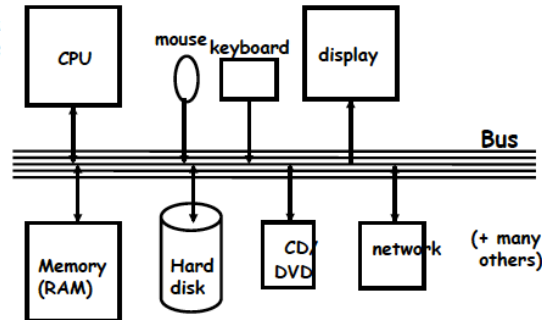 CPU
mouse
keyboard
display
Bus
Memory
(RAM)
Hard
disk
CD/
DVD
network
(+ many
others)